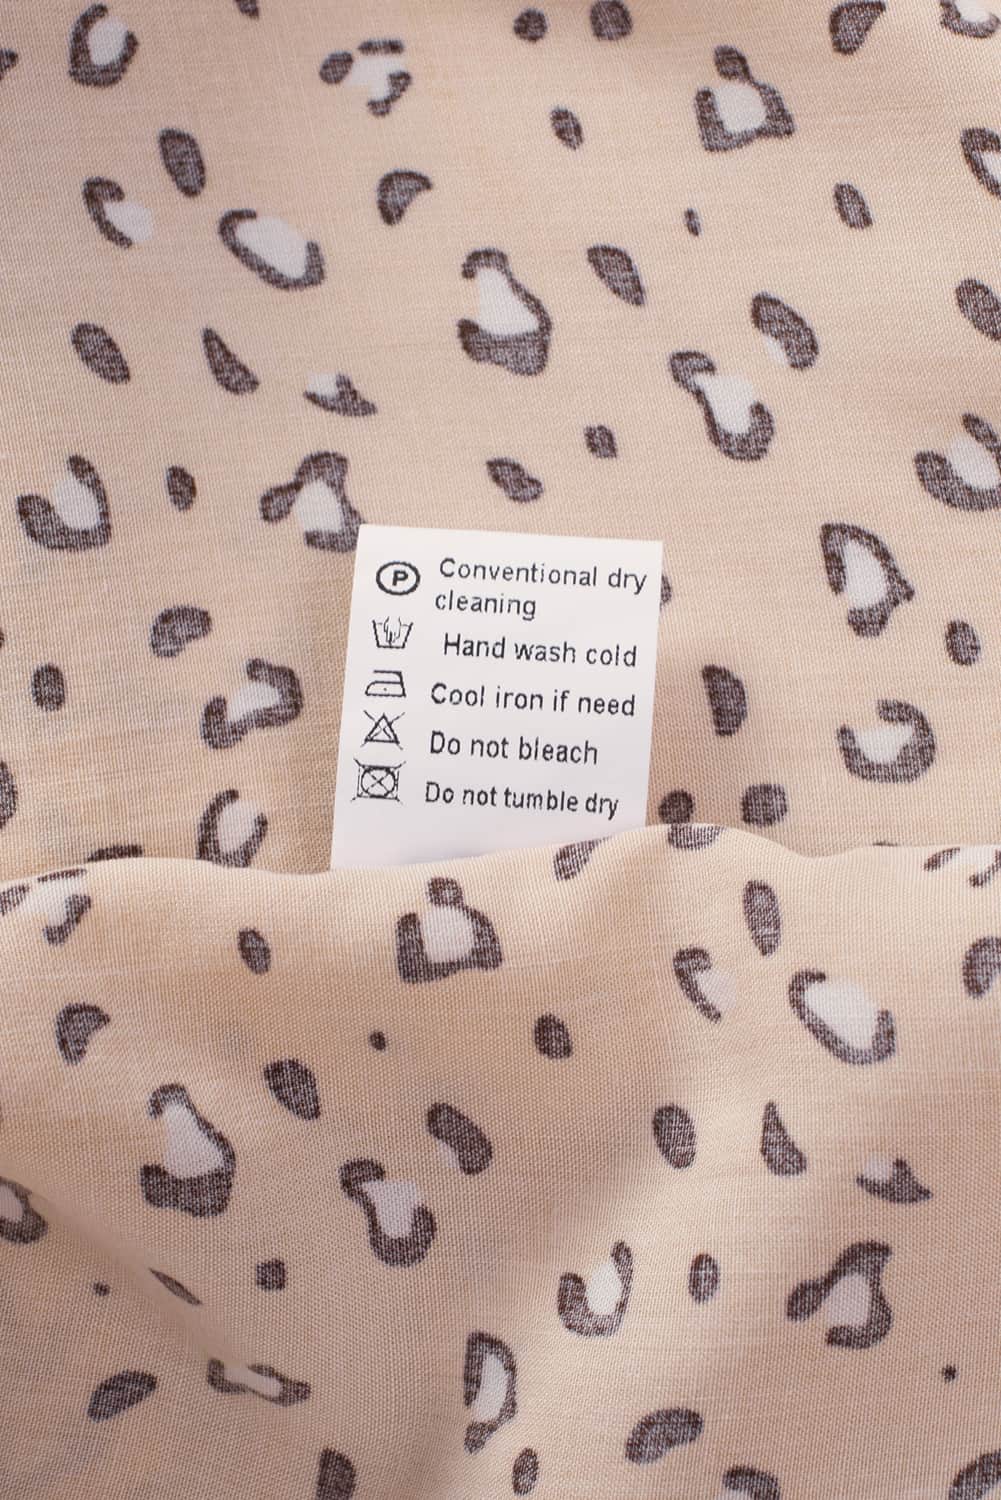 P Conventional dry
cleaning
Hand wash cold
Cool iron if need
Do not bleach
Do not tumble dry